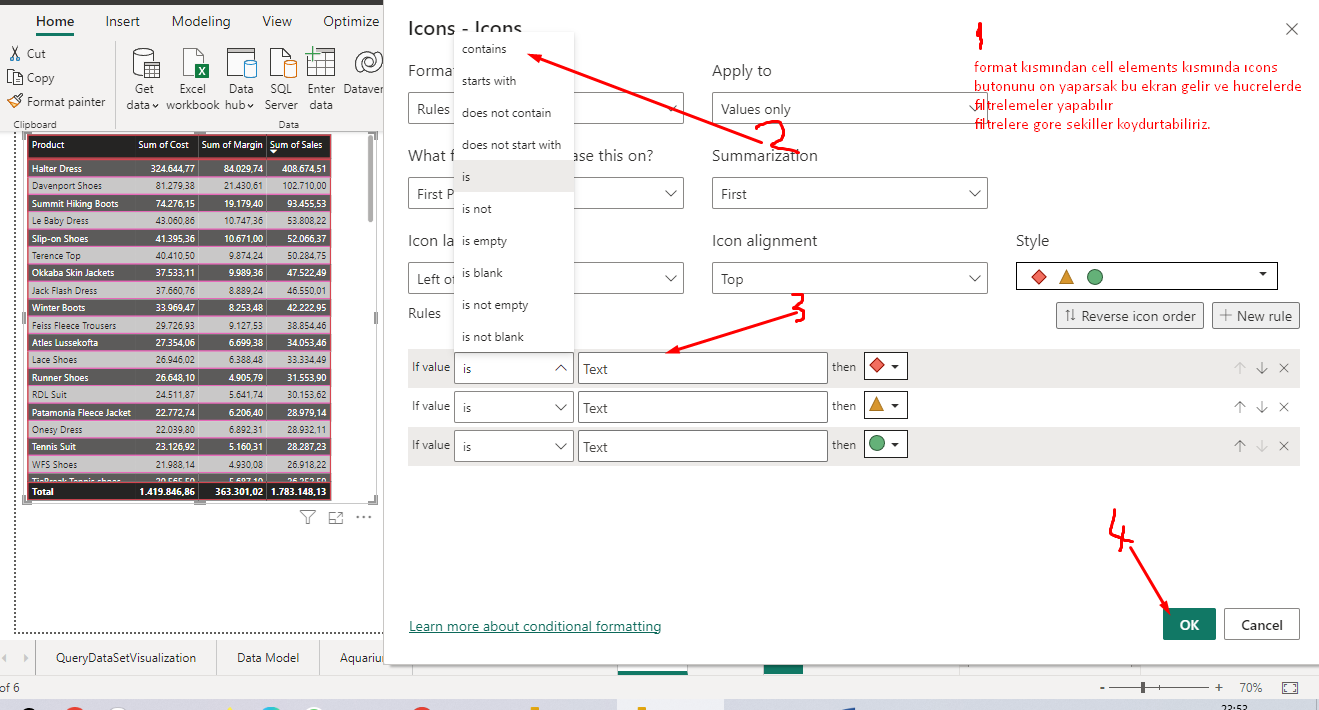 Home Insert Modeling View Optimize
Cut
Copy
Format painter
Clipboard
Get data
Excel workbook
Data hub
SQL Server
Enter data
Dataver
Data
Product Sum of Cost Sum of Margin Sum of Sales
Halter Dress 324.644,77 84.029,74 408.674,51
Davenport Shoes 81.279,38 21.430,61 102.710,00
Summit Hiking Boots 74.276,15 19.179,40 93.455,53
Le Baby Dress 43.060,86 10.747,36 53.808,22
Slip-on Shoes 41.395,36 10.671,00 52.066,37
Terence Top 40.410,50 9.874,24 50.284,75
Okkaba Skin Jackets 37.533,11 9.989,36 47.522,49
Jack Flash Dress 37.660,76 8.889,24 46.550,01
Winter Boots 33.969,47 8.253,48 42.222,95
Feiss Fleece Trousers 29.726,93 9.127,53 38.854,46
Atles Lussekofta 27.354,06 6.699,38 34.053,46
Lace Shoes 26.946,02 6.388,48 33.334,49
Runner Shoes 26.648,10 4.905,79 31.553,90
RDL Suit 24.511,87 5.641,74 30.153,62
Patamonia Fleece Jacket 22.772,74 6.206,40 28.979,14
Onesy Dress 22.039,80 6.892,31 28.932,11
Tennis Suit 23.126,92 5.160,31 28.287,23
WFS Shoes 21.988,14 4.930,08 26.918,22
Total 1.419.846,86 363.301,02 1.783.148,13
Icons - Icons
1
format kısmından cell elements kısmında ıcons
butonunu on yaparsak bu ekran gelir ve hucrelerde
fıltrelemeler yapabılır
fıltrelere gore sekiller koydurtabiliriz.
Forma
Apply to
Rules
Values only
2
What f
ase this on?
Summarization
First P
First
Icon la
Icon alignment
Style
Left of
Top
3
Rules
Reverse icon order
+ New rule
contains
starts with
does not contain
does not start with
is
is not
is empty
is blank
is not empty
is not blank
If value is Text then
If value is Text then
If value is Text then
4
Learn more about conditional formatting
OK
Cancel
QueryDataSetVisualization Data Model Aquariu
of 6
- + 70%